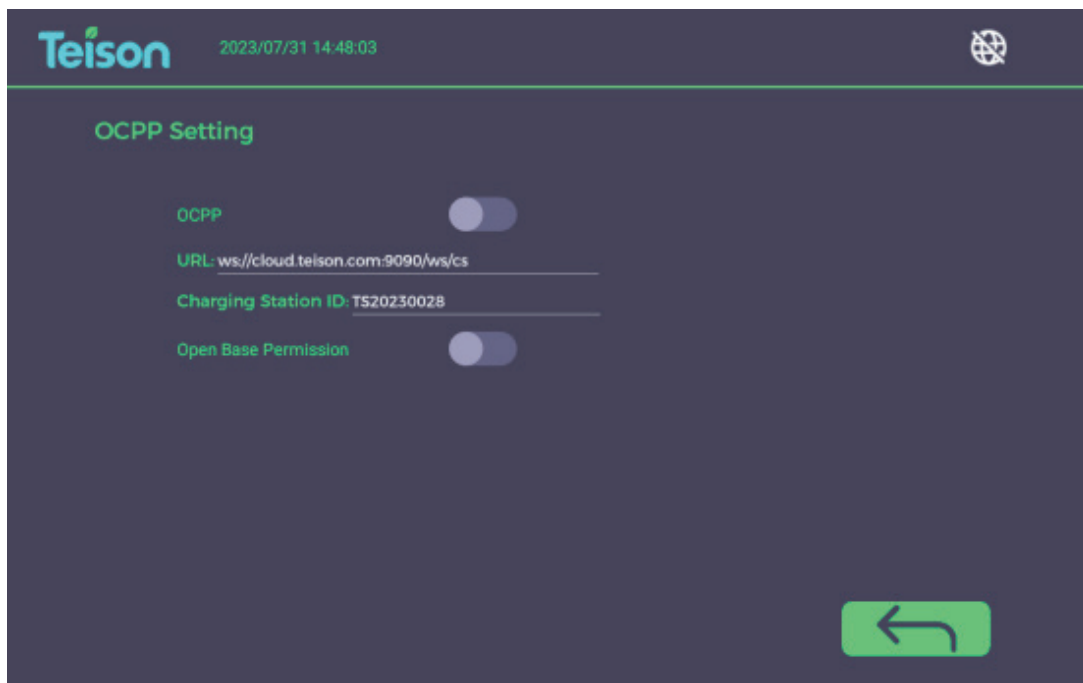 Teison
2023/07/31 14:48:03
OCPP Setting
OCPP
URL: ws://cloud.teison.com:9090/ws/cs
Charging Station ID: TS20230028
Open Base Permission